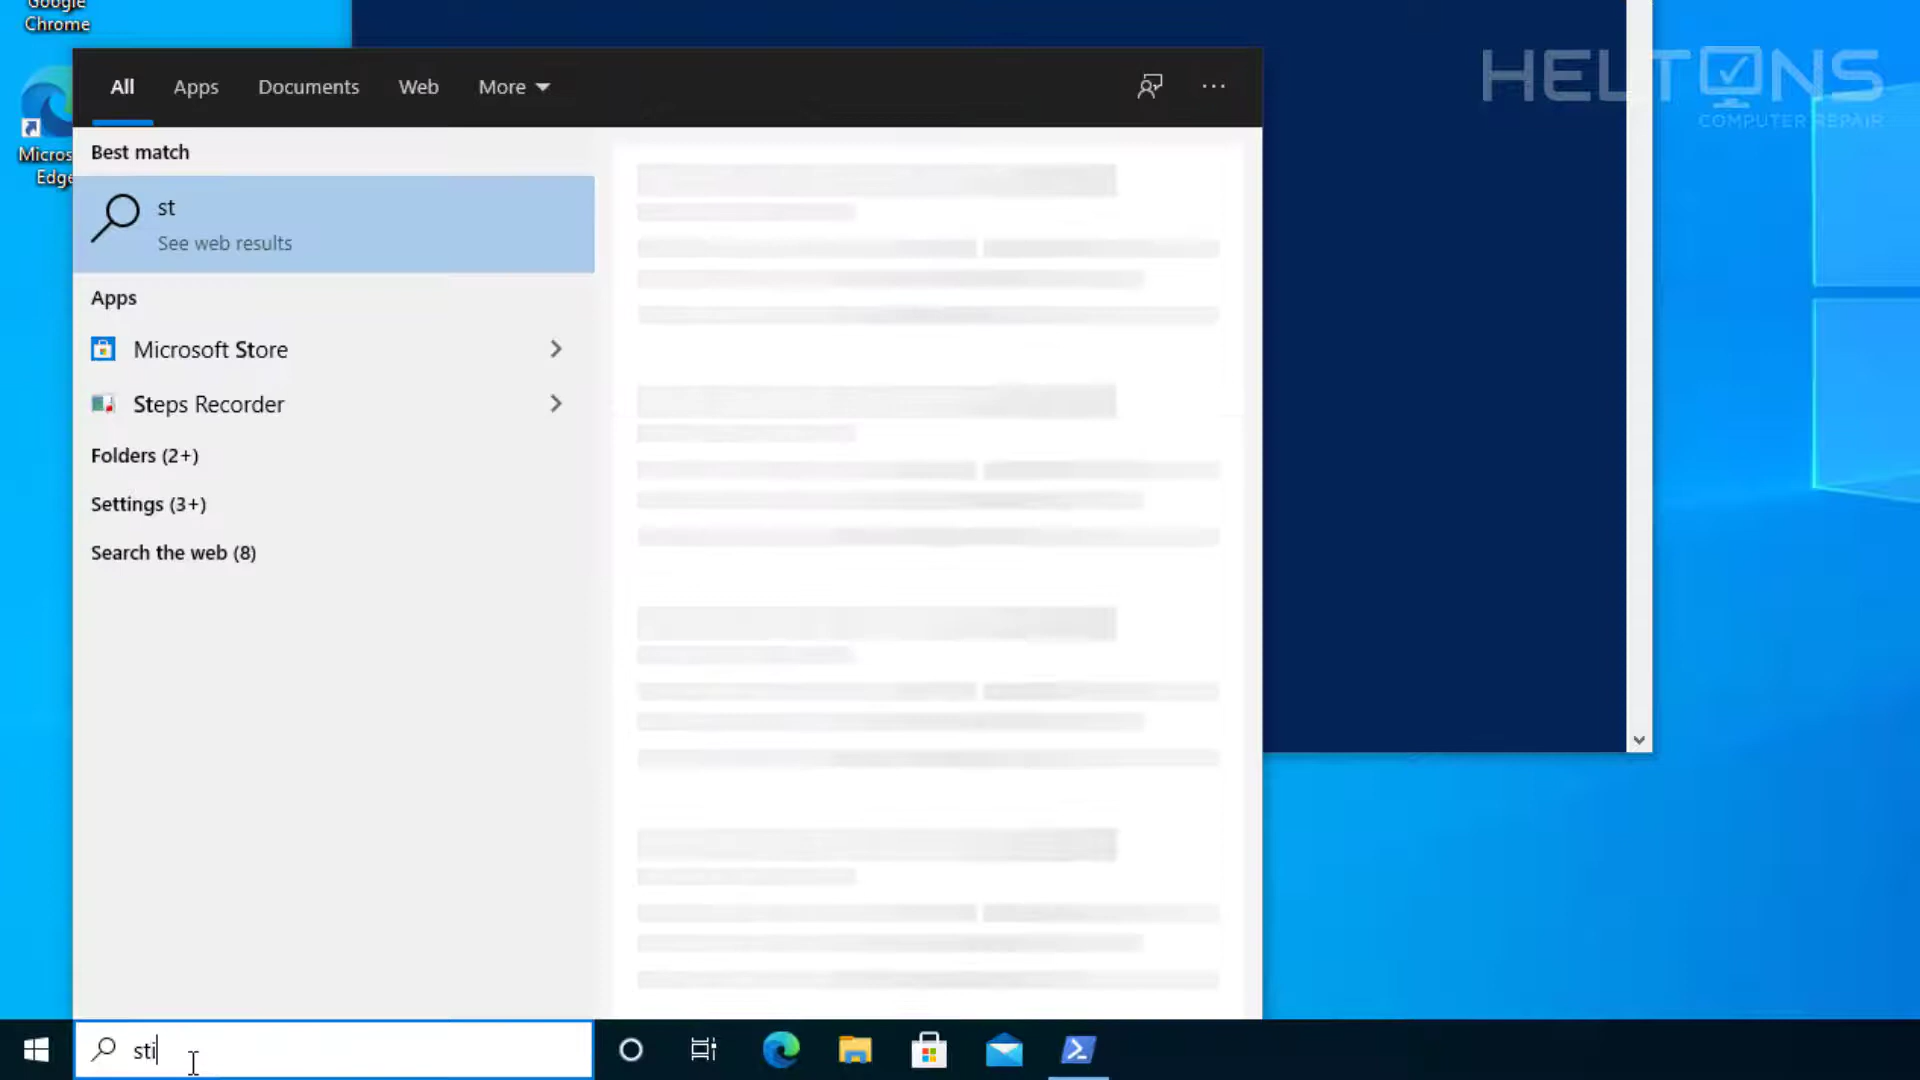 Google
Chrome
HELTONS
COMPUTER REPAIR
All Apps Documents Web More
Micros
Edge
Best match
st
See web results
Apps
Microsoft Store
Steps Recorder
Folders (2+)
Settings (3+)
Search the web (8)
sti